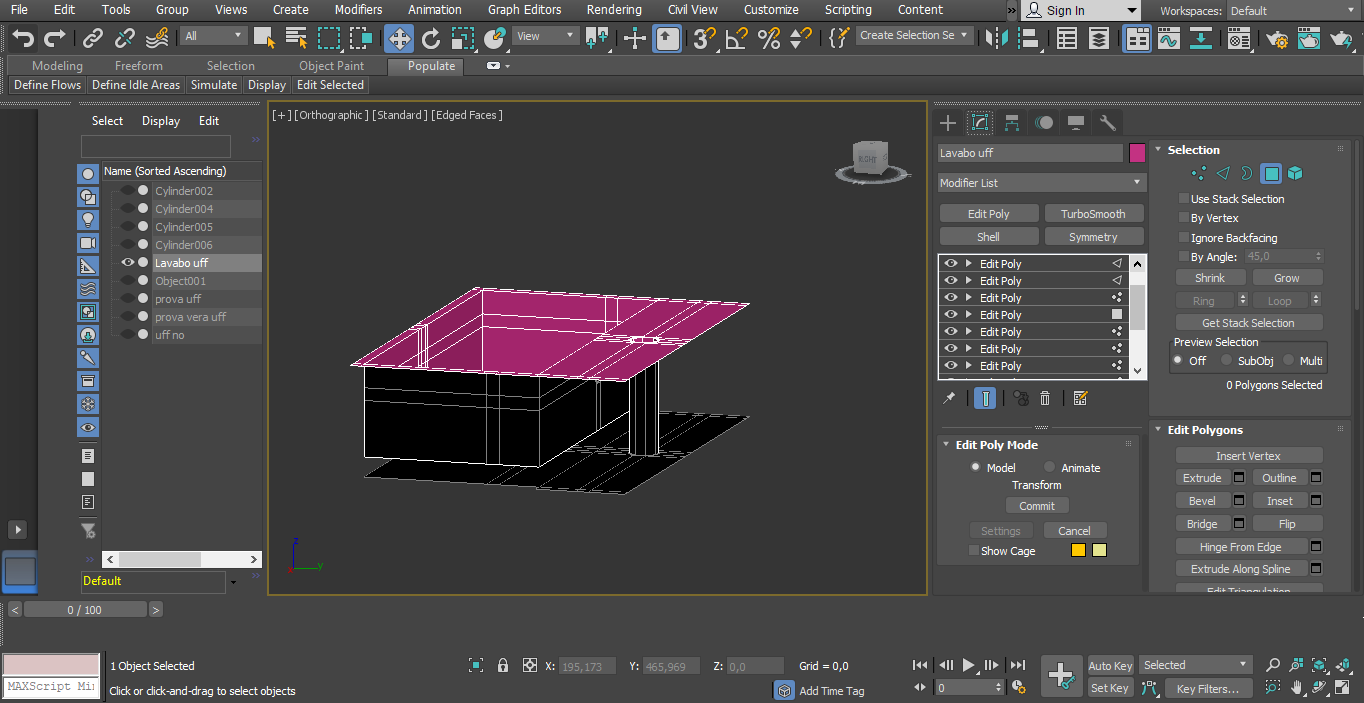 File Edit Tools Group Views Create Modifiers Animation Graph Editors Rendering Civil View Customize Scripting Content » Sign In Workspaces: Default
All View 3 Create Selection Se
Modeling Freeform Selection Object Paint Populate
Define Flows Define Idle Areas Simulate Display Edit Selected
Select Display Edit
Name (Sorted Ascending)
Cylinder002
Cylinder004
Cylinder005
Cylinder006
Lavabo uff
Object001
prova uff
prova vera uff
uff no
Default
[+] [Orthographic] [Standard] [Edged Faces]
z
x y
Lavabo uff
Modifier List
Edit Poly TurboSmooth
Shell Symmetry
Edit Poly
Edit Poly
Edit Poly
Edit Poly
Edit Poly
Edit Poly
Edit Poly
Edit Poly Mode
Model Animate
Transform
Commit
Settings Cancel
Show Cage
Selection
Use Stack Selection
By Vertex
Ignore Backfacing
By Angle: 45,0
Shrink Grow
Ring Loop
Get Stack Selection
Preview Selection
Off SubObj Multi
0 Polygons Selected
Edit Polygons
Insert Vertex
Extrude Outline
Bevel Inset
Bridge Flip
Hinge From Edge
Extrude Along Spline
Edit Triangulation
< 0 / 100 >
1 Object Selected X: 195,173 Y: 465,969 Z: 0,0 Grid = 0,0 Auto Key Selected
MAXScript Mi
Click or click-and-drag to select objects Add Time Tag 0 Set Key Key Filters...